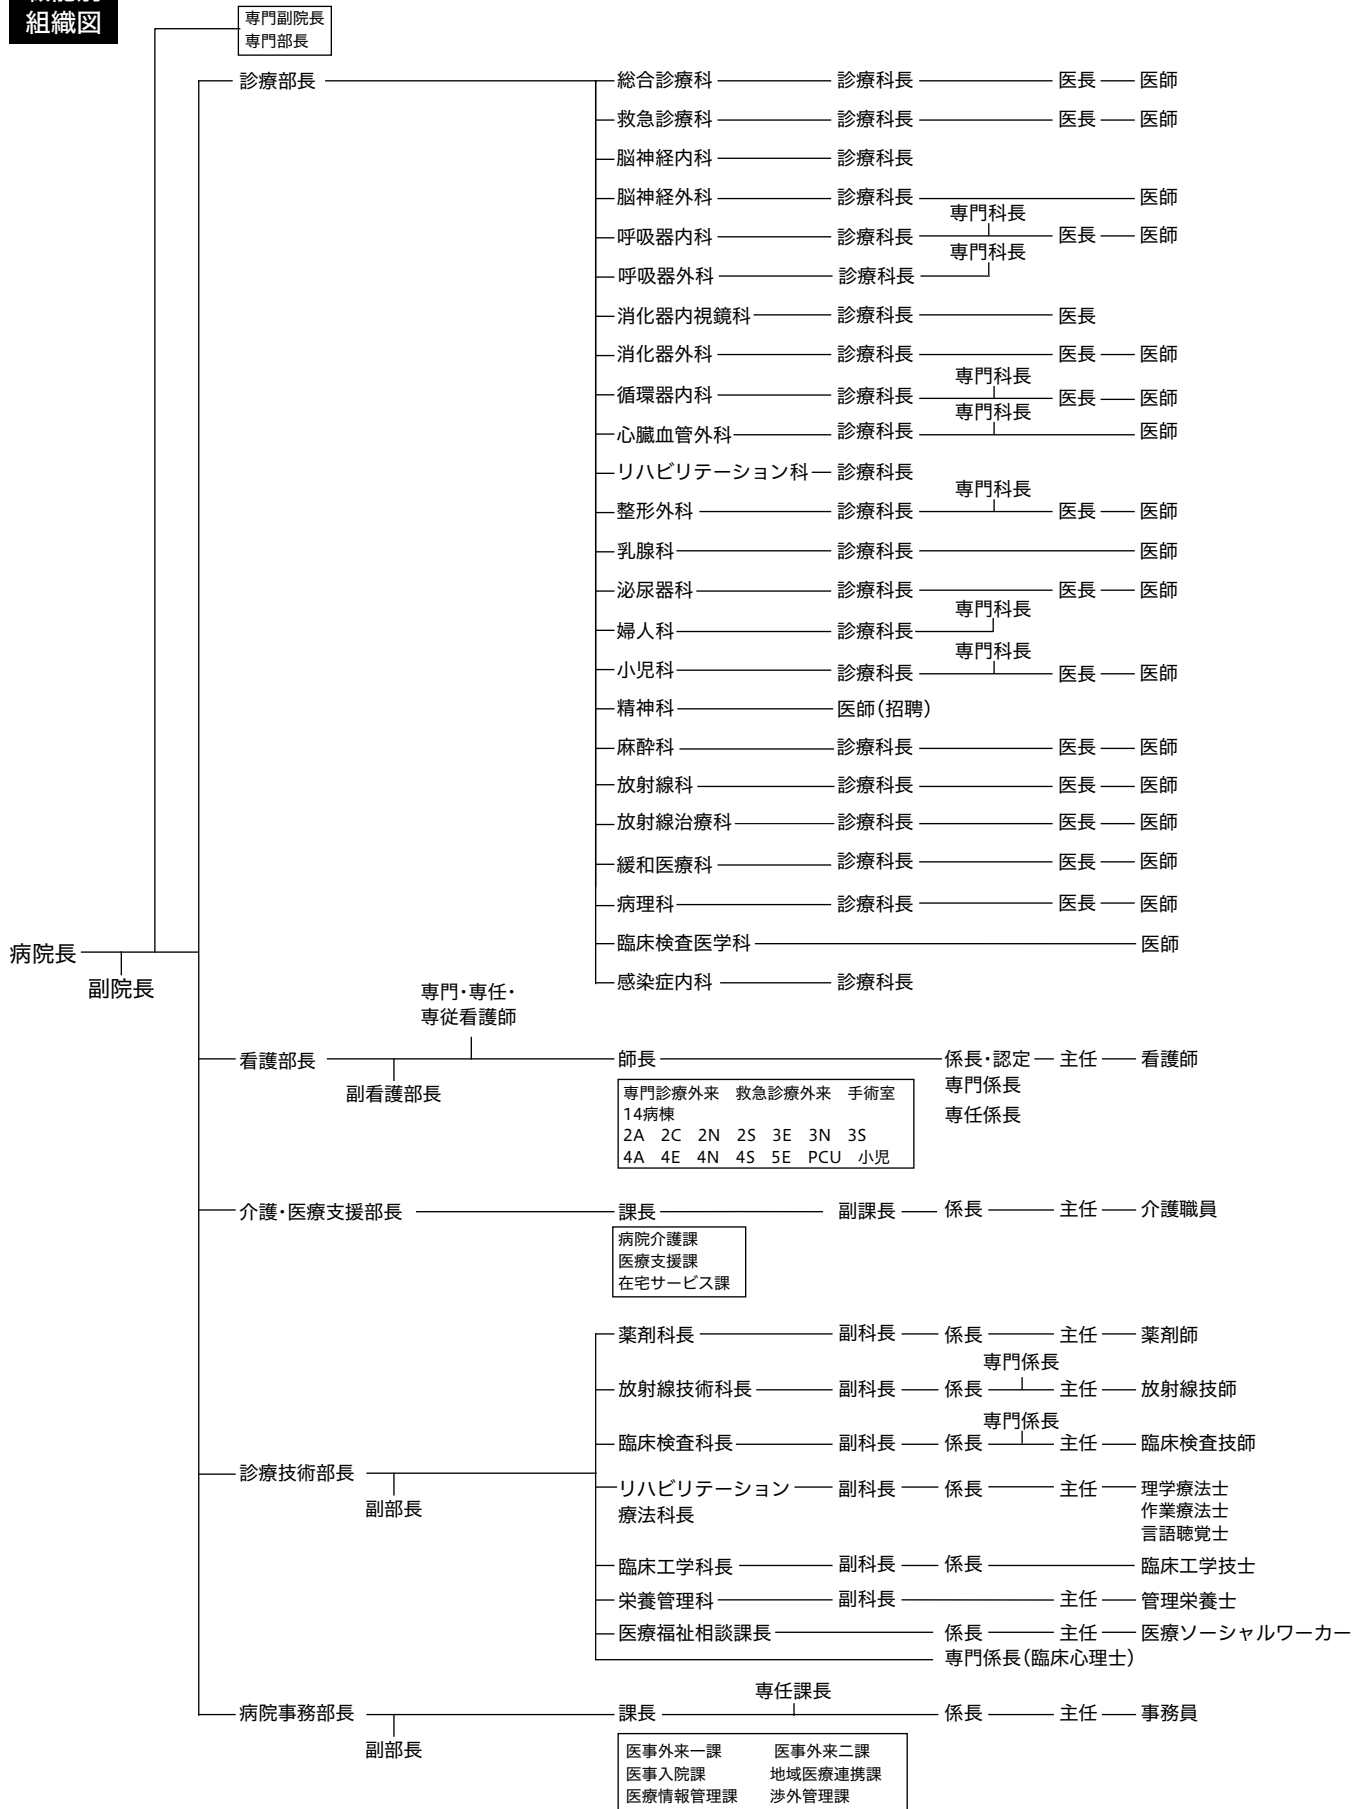 組織図
専門副院長
専門部長
診療部長 総合診療科 診療科長 医長 医師
救急診療科 診療科長 医長 医師
脳神経内科 診療科長
脳神経外科 診療科長 医師
専門科長
呼吸器内科 診療科長 医長 医師
専門科長
呼吸器外科 診療科長
消化器内視鏡科 診療科長 医長
消化器外科 診療科長 医長 医師
専門科長
循環器内科 診療科長 医長 医師
専門科長
心臓血管外科 診療科長 医師
リハビリテーション科 診療科長
専門科長
整形外科 診療科長 医長 医師
乳腺科 診療科長 医師
泌尿器科 診療科長 医長 医師
専門科長
婦人科 診療科長
専門科長
小児科 診療科長 医長 医師
精神科 医師(招聘)
麻酔科 診療科長 医長 医師
放射線科 診療科長 医長 医師
放射線治療科 診療科長 医長 医師
緩和医療科 診療科長 医長 医師
病理科 診療科長 医長 医師
臨床検査医学科 医師
病院長
副院長
感染症内科 診療科長
専門・専任・
専従看護師
看護部長 師長 係長・認定 主任 看護師
副看護部長
専門係長
専任係長
専門診療外来 救急診療外来 手術室
14病棟
2A 2C 2N 2S 3E 3N 3S
4A 4E 4N 4S 5E PCU 小児
介護・医療支援部長 課長 副課長 係長 主任 介護職員
病院介護課
医療支援課
在宅サービス課
薬剤科長 副科長 係長 主任 薬剤師
専門係長
放射線技術科長 副科長 係長 主任 放射線技師
専門係長
臨床検査科長 副科長 係長 主任 臨床検査技師
診療技術部長
副部長
リハビリテーション 副科長 係長 主任 理学療法士
療法科長
作業療法士
言語聴覚士
臨床工学科長 副科長 係長 臨床工学技士
栄養管理科 副科長 主任 管理栄養士
医療福祉相談課長 係長 主任 医療ソーシャルワーカー
専門係長(臨床心理士)
専任課長
病院事務部長 課長 係長 主任 事務員
副部長
医事外来一課 医事外来二課
医事入院課 地域医療連携課
医療情報管理課 渉外管理課